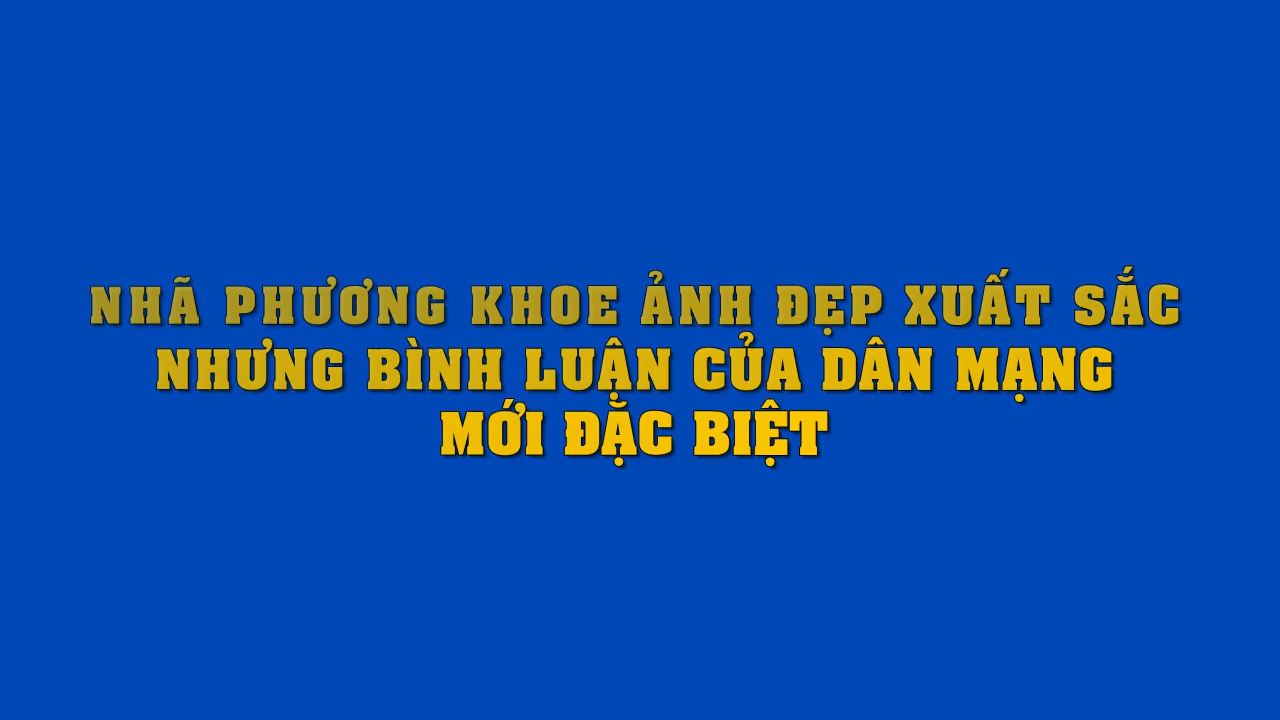 NHÃ PHƯƠNG KHOE ẢNH ĐẸP XUẤT SẮC
NHƯNG BÌNH LUẬN CỦA DÂN MẠNG
MỚI ĐẶC BIỆT